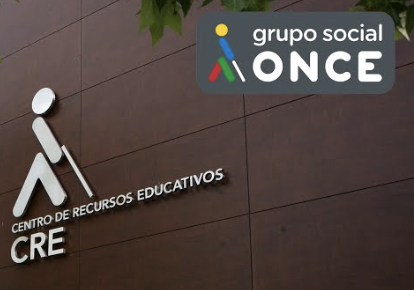 grupo social
ONCE
CENTRO DE RECURSOS EDUCATIVOS
CRE